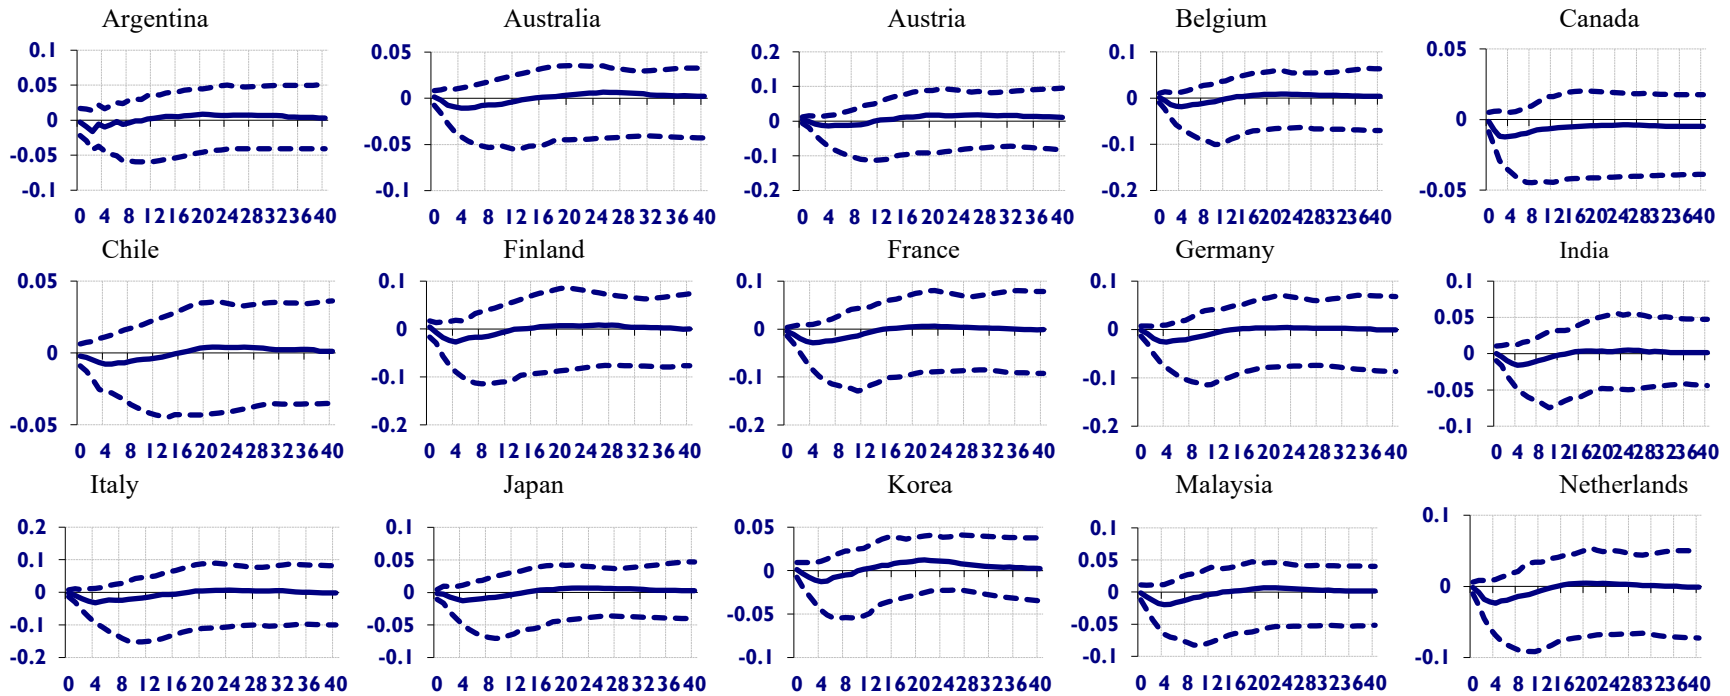 Argentina Australia Austria Belgium Canada
0.1 0.05 0.2 0.1 0.05
0.05 0.1
0 0 0 0 0
-0.05 -0.05 -0.1 -0.1
-0.1 -0.1 -0.2 -0.2 -0.05
0 4 8 12 16 20 24 28 32 36 40 0 4 8 12 16 20 24 28 32 36 40 0 4 8 12 16 20 24 28 32 36 40 0 4 8 12 16 20 24 28 32 36 40 0 4 8 12 16 20 24 28 32 36 40
Chile Finland France Germany India
0.05 0.1 0.1 0.1 0.1
0.05
0 0 0 0 0
-0.1 -0.1 -0.1 -0.05
-0.05 -0.2 -0.2 -0.2 -0.1
0 4 8 12 16 20 24 28 32 36 40 0 4 8 12 16 20 24 28 32 36 40 0 4 8 12 16 20 24 28 32 36 40 0 4 8 12 16 20 24 28 32 36 40 0 4 8 12 16 20 24 28 32 36 40
Italy Japan Korea Malaysia Netherlands
0.2 0.1 0.05 0.1 0.1
0.1 0.05 0.05
0 0 0 0 0
-0.1 -0.05 -0.05 -0.05
-0.2 -0.1 -0.1 -0.1 -0.1
0 4 8 12 16 20 24 28 32 36 40 0 4 8 12 16 20 24 28 32 36 40 0 4 8 12 16 20 24 28 32 36 40 0 4 8 12 16 20 24 28 32 36 40 0 4 8 12 16 20 24 28 32 36 40